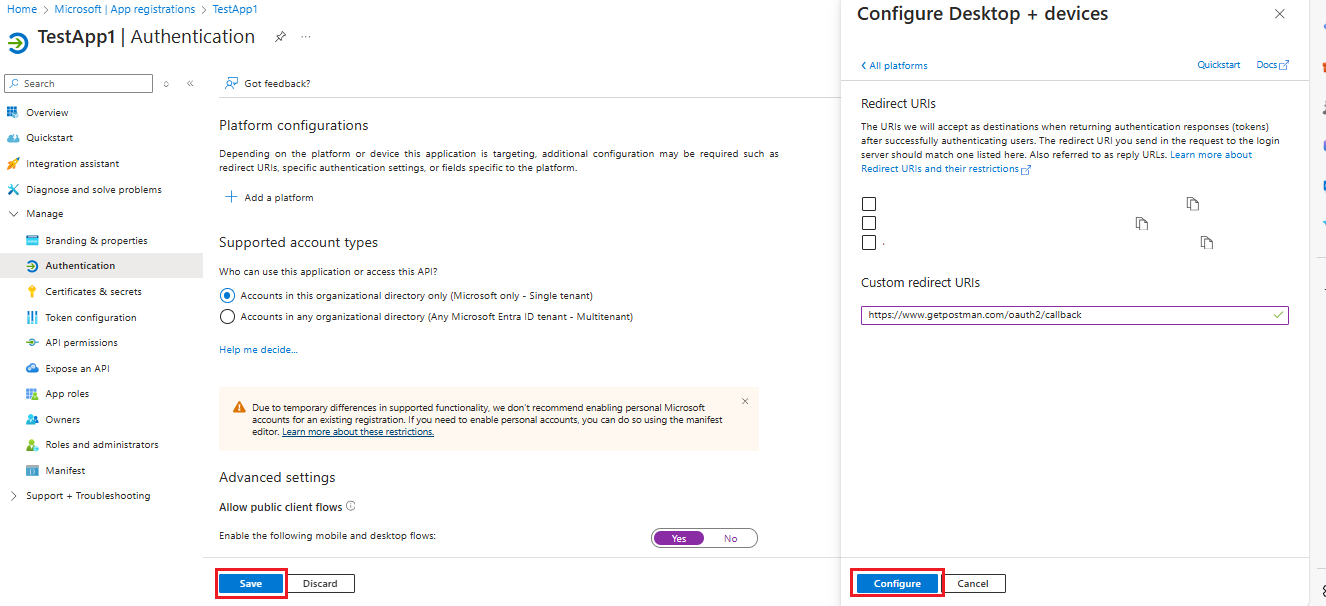 Home > Microsoft | App registrations > TestApp1
TestApp1 | Authentication
Search
Overview
Quickstart
Integration assistant
Diagnose and solve problems
Manage
Branding & properties
Authentication
Certificates & secrets
Token configuration
API permissions
Expose an API
App roles
Owners
Roles and administrators
Manifest
Support + Troubleshooting
Got feedback?
Platform configurations
Depending on the platform or device this application is targeting, additional configuration may be required such as
redirect URIs, specific authentication settings, or fields specific to the platform.
Add a platform
Supported account types
Who can use this application or access this API?
Accounts in this organizational directory only (Microsoft only - Single tenant)
Accounts in any organizational directory (Any Microsoft Entra ID tenant - Multitenant)
Help me decide...
Due to temporary differences in supported functionality, we don't recommend enabling personal Microsoft
accounts for an existing registration. If you need to enable personal accounts, you can do so using the manifest
editor. Learn more about these restrictions.
Advanced settings
Allow public client flows
Enable the following mobile and desktop flows:
Yes No
Save Discard
Configure Desktop + devices
All platforms
Quickstart Docs
Redirect URIs
The URIs we will accept as destinations when returning authentication responses (tokens)
after successfully authenticating users. The redirect URI you send in the request to the login
server should match one listed here. Also referred to as reply URLs. Learn more about
Redirect URIs and their restrictions
Custom redirect URIs
https://www.getpostman.com/oauth2/callback
Configure Cancel